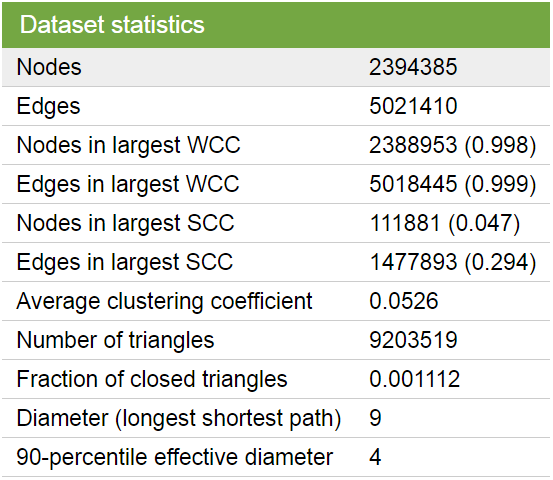 Dataset statistics
Nodes 2394385
Edges 5021410
Nodes in largest WCC 2388953 (0.998)
Edges in largest WCC 5018445 (0.999)
Nodes in largest SCC 111881 (0.047)
Edges in largest SCC 1477893 (0.294)
Average clustering coefficient 0.0526
Number of triangles 9203519
Fraction of closed triangles 0.001112
Diameter (longest shortest path) 9
90-percentile effective diameter 4